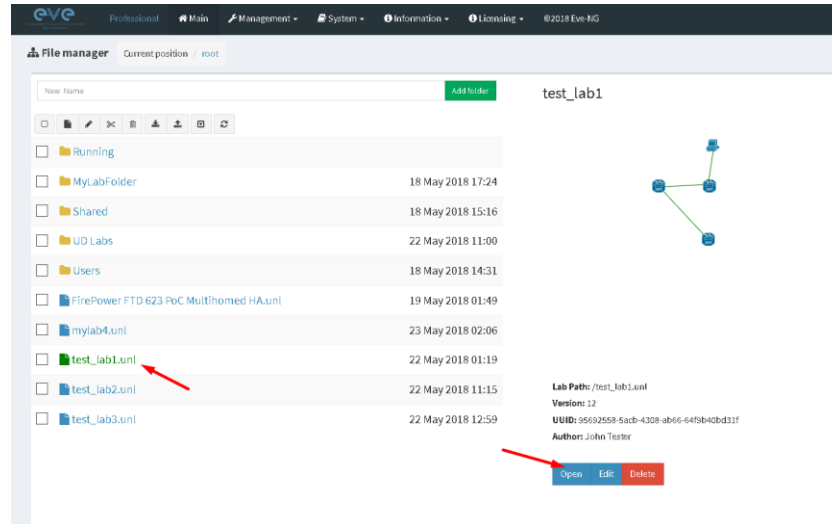 eve Professional Main Management System Information Licensing ©2018 Eve-NG
File manager Current position / root
New Name Add folder
test_lab1
Running
MyLabFolder 18 May 2018 17:24
Shared 18 May 2018 15:16
UD Labs 22 May 2018 11:00
Users 18 May 2018 14:31
FirePower FTD 623 PoC Multihomed HA.unl 19 May 2018 01:49
mylab4.unl 23 May 2018 02:06
test_lab1.unl 22 May 2018 01:19
test_lab2.unl 22 May 2018 11:15
test_lab3.unl 22 May 2018 12:59
Lab Path: /test_lab1.unl
Version: 12
UUID: 95692558-5acb-4308-ab66-64f9b40bd31f
Author: John Tester
Open Edit Delete